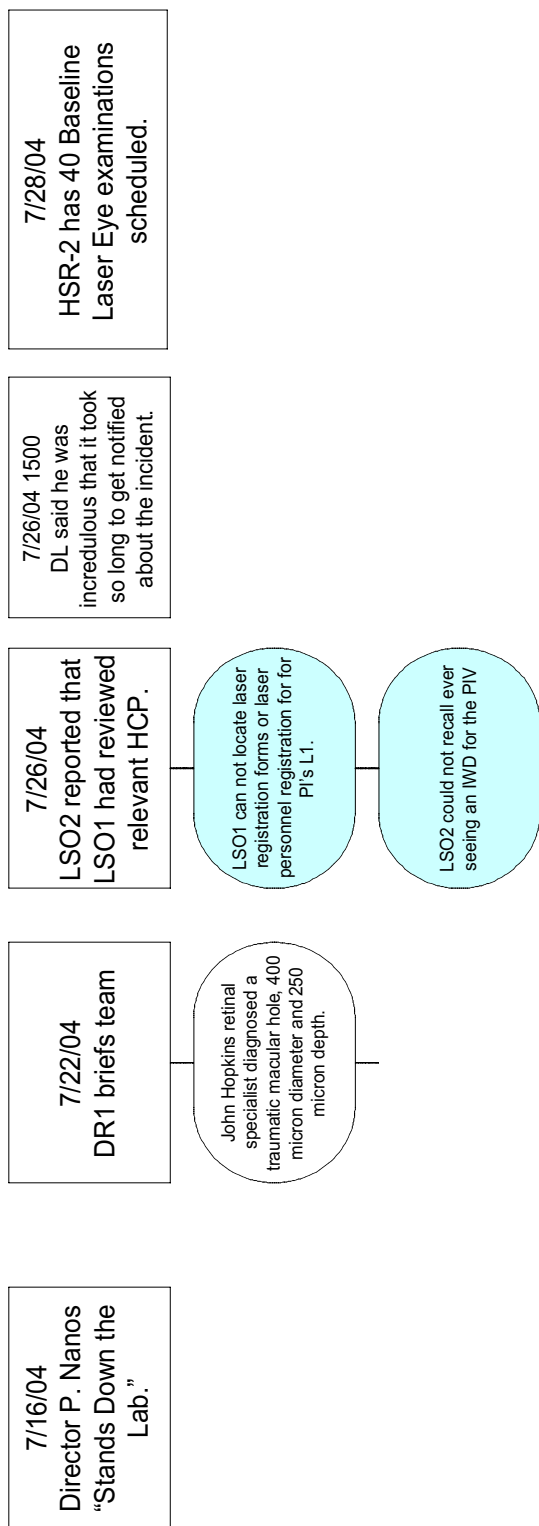 7/16/04
Director P. Nanos
“Stands Down the
Lab.”
7/22/04
DR1 briefs team
John Hopkins retinal
specialist diagnosed a
traumatic macular hole, 400
micron diameter and 250
micron depth.
7/26/04
LSO2 reported that
LSO1 had reviewed
relevant HCP.
LSO1 can not locate laser
registration forms or laser
personnel registration for for
PI’s L1.
LSO2 could not recall ever
seeing an IWD for the PIV
7/26/04 1500
DL said he was
incredulous that it took
so long to get notified
about the incident.
7/28/04
HSR-2 has 40 Baseline
Laser Eye examinations
scheduled.